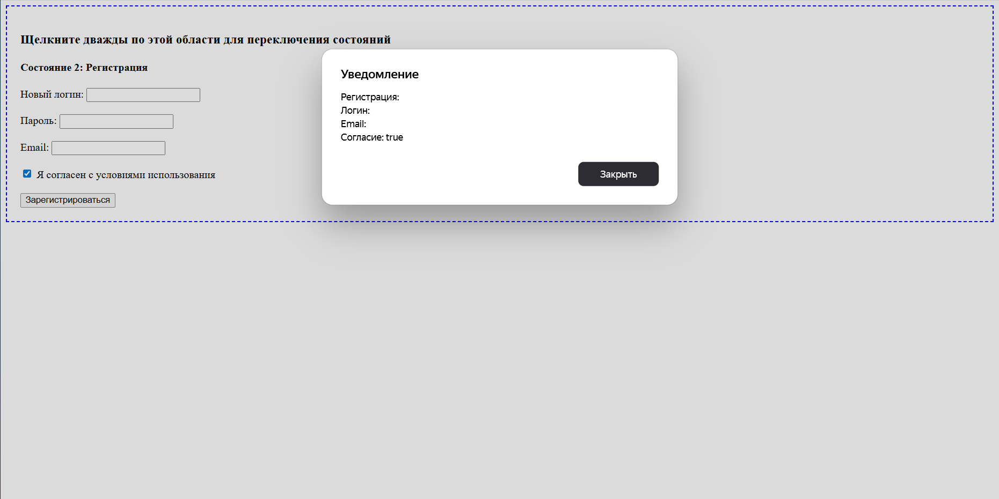 Щелкните дважды по этой области для переключения состояний
Состояние 2: Регистрация
Новый логин:
Пароль:
Email:
Я согласен с условиями использования
Зарегистрироваться
Уведомление
Регистрация:
Логин:
Email:
Согласие: true
Закрыть